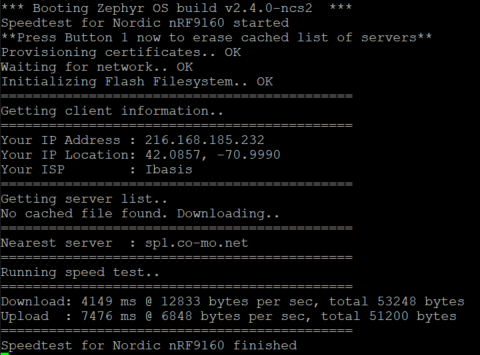 *** Booting Zephyr OS build v2.4.0-ncs2  ***
Speedtest for Nordic nRF9160 started
**Press Button 1 now to erase cached list of servers**
Provisioning certificates.. OK
Waiting for network.. OK
Initializing Flash Filesystem.. OK
============================================
Getting client information..
============================================
Your IP Address : 216.168.185.232
Your IP Location: 42.0857, -70.9990
Your ISP        : Ibasis
============================================
Getting server list..
No cached file found. Downloading..
============================================
Nearest server  : sp1.co-mo.net
============================================
Running speed test..
============================================
Download: 4149 ms @ 12833 bytes per sec, total 53248 bytes
Upload  : 7476 ms @ 6848 bytes per sec, total 51200 bytes
============================================
Speedtest for Nordic nRF9160 finished